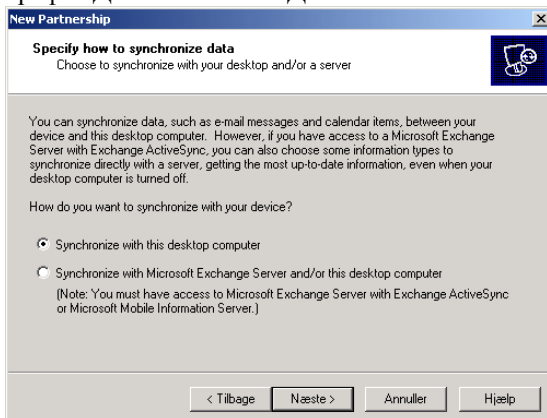 New Partnership
Specify how to synchronize data
Choose to synchronize with your desktop and/or a server
You can synchronize data, such as e-mail messages and calendar items, between your
device and this desktop computer. However, if you have access to a Microsoft Exchange
Server with Exchange ActiveSync, you can also choose some information types to
synchronize directly with a server, getting the most up-to-date information, even when your
desktop computer is turned off.
How do you want to synchronize with your device?
Synchronize with this desktop computer
Synchronize with Microsoft Exchange Server and/or this desktop computer
(Note: You must have access to Microsoft Exchange Server with Exchange ActiveSync
or Microsoft Mobile Information Server.)
< Tilbage Næste > Annuller Hjælp